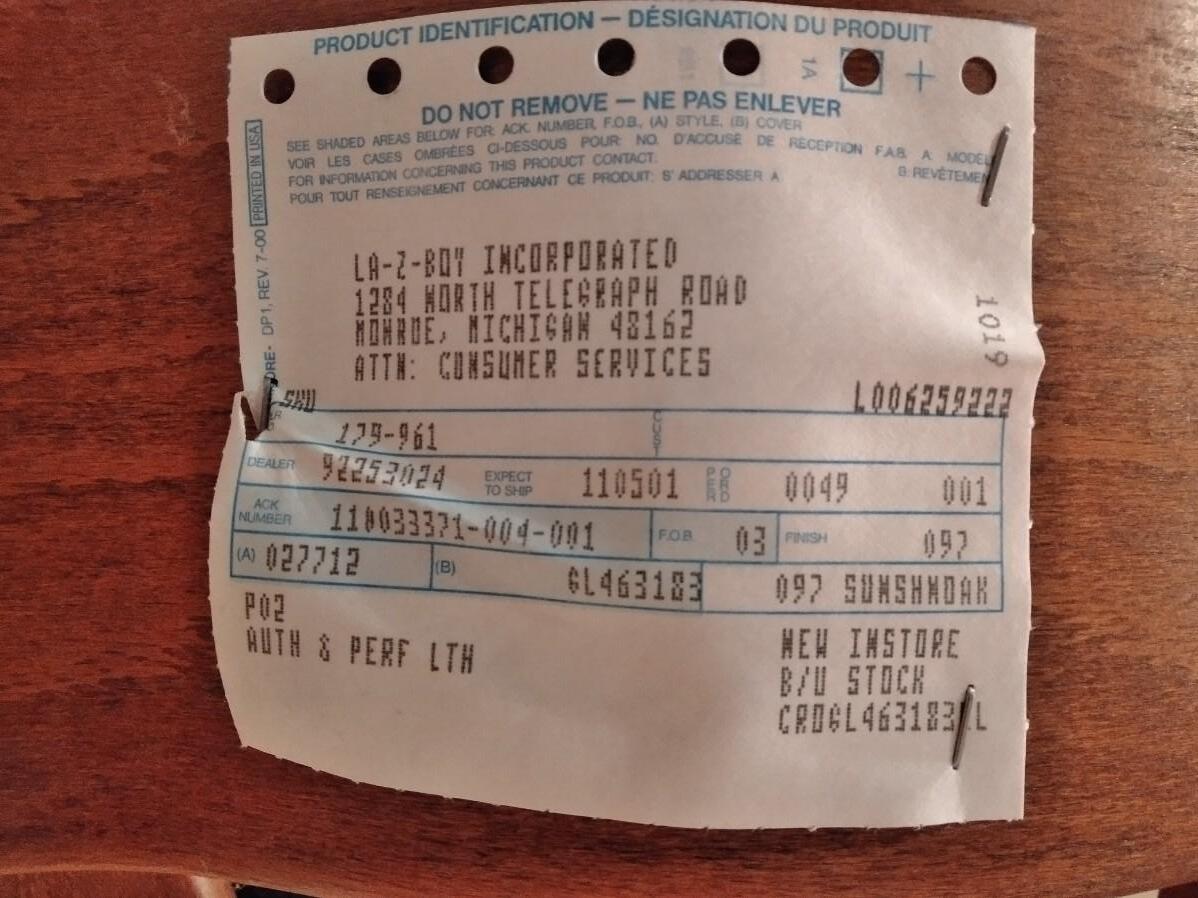 PRODUCT IDENTIFICATION — DÉSIGNATION DU PRODUIT
1A +
DO NOT REMOVE — NE PAS ENLEVER
SEE SHADED AREAS BELOW FOR: ACK. NUMBER, F.O.B., (A) STYLE, (B) COVER
VOIR LES CASES OMBRÉES CI-DESSOUS POUR: NO. D'ACCUSÉ DE RÉCEPTION F.A.B. A: MODEL
FOR INFORMATION CONCERNING THIS PRODUCT CONTACT: B: REVÊTEMEN
POUR TOUT RENSEIGNEMENT CONCERNANT CE PRODUIT: S'ADRESSER A
DP1, REV. 7-00 PRINTED IN USA
LA-Z-BOY INCORPORATED
1284 NORTH TELEGRAPH ROAD
MONROE, MICHIGAN 48162
ATTN: CONSUMER SERVICES
1019
SKU L006259222
179-961 CUST
DEALER 92253024 EXPECT TO SHIP 110501 PER ORD 0049 001
ACK NUMBER 110033371-004-001 F.O.B. 03 FINISH 097
(A) 027712 (B) GL463183 097 SUNSHNOAK
P02
AUTH & PERF LTH
NEW INSTORE
B/U STOCK
CROGL463183 L